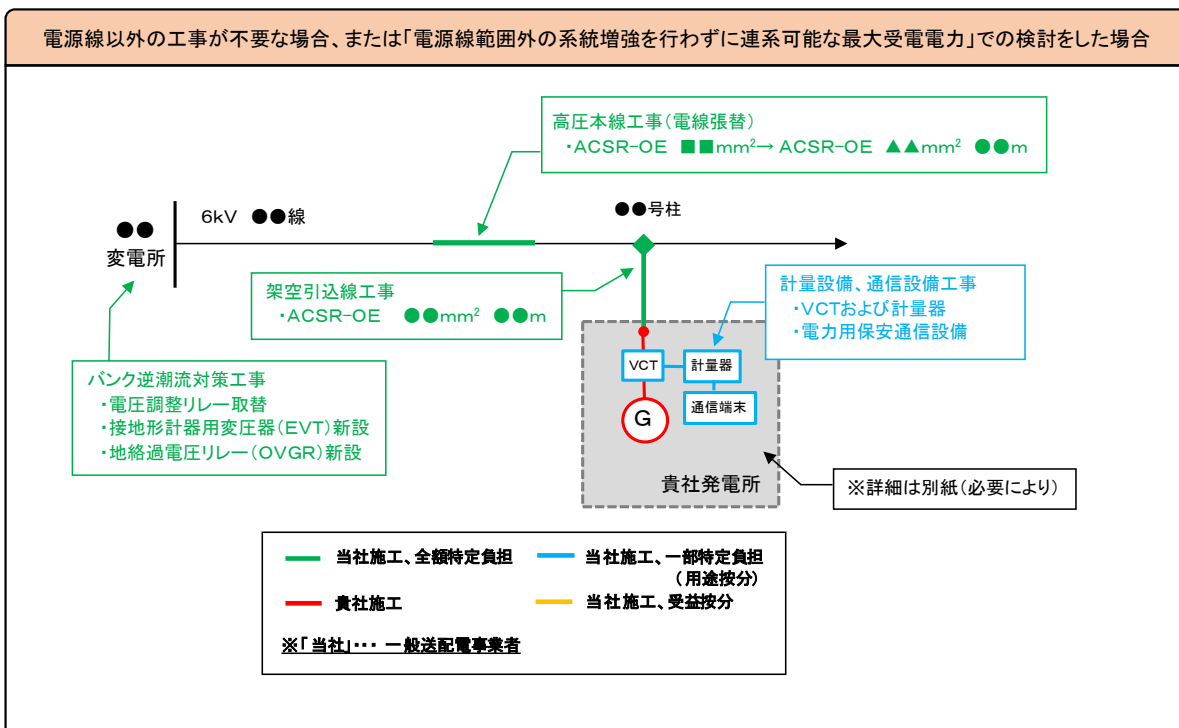 電源線以外の工事が不要な場合、または「電源線範囲外の系統増強を行わずに連系可能な最大受電電力」での検討をした場合
高圧本線工事（電線張替）
・ACSR-OE ■■mm²→ ACSR-OE ▲▲mm² ●●m
6kV ●●線
●●号柱
●●
変電所
架空引込線工事
・ACSR-OE ●●mm² ●●m
計量設備、通信設備工事
・VCTおよび計量器
・電力用保安通信設備
バンク逆潮流対策工事
・電圧調整リレー取替
・接地形計器用変圧器（EVT）新設
・地絡過電圧リレー（OVGR）新設
VCT
計量器
通信端末
G
貴社発電所
※詳細は別紙（必要により）
当社施工、全額特定負担
当社施工、一部特定負担
（用途按分）
貴社施工
当社施工、受益按分
※「当社」・・・ 一般送配電事業者